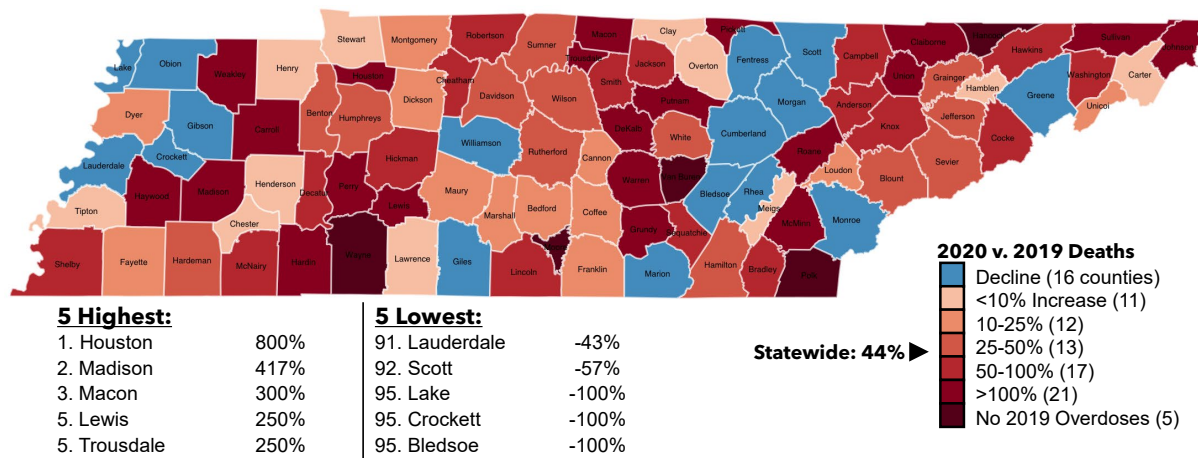 Stewart
Montgomery
Robertson
Sumner
Macon
Clay
Pickett
Scott
Campbell
Claiborne
Hancock
Hawkins
Sullivan
Johnson
Lake
Obion
Weakley
Henry
Houston
Cheatham
Trousdale
Jackson
Overton
Fentress
Union
Grainger
Hamblen
Washington
Carter
Greene
Unicoi
Dyer
Gibson
Carroll
Benton
Humphreys
Dickson
Davidson
Wilson
Smith
Putnam
Morgan
Anderson
Knox
Jefferson
Cocke
Crockett
Lauderdale
Williamson
Rutherford
Cannon
DeKalb
White
Cumberland
Roane
Loudon
Blount
Sevier
Haywood
Madison
Henderson
Decatur
Perry
Hickman
Lewis
Maury
Marshall
Bedford
Coffee
Warren
Van Buren
Bledsoe
Rhea
Meigs
McMinn
Monroe
Tipton
Chester
Grundy
Sequatchie
Moore
Shelby
Fayette
Hardeman
McNairy
Hardin
Wayne
Lawrence
Giles
Lincoln
Franklin
Marion
Hamilton
Bradley
Polk
5 Highest:
1. Houston 800%
2. Madison 417%
3. Macon 300%
5. Lewis 250%
5. Trousdale 250%
5 Lowest:
91. Lauderdale -43%
92. Scott -57%
95. Lake -100%
95. Crockett -100%
95. Bledsoe -100%
Statewide: 44%
2020 v. 2019 Deaths
Decline (16 counties)
<10% Increase (11)
10-25% (12)
25-50% (13)
50-100% (17)
>100% (21)
No 2019 Overdoses (5)